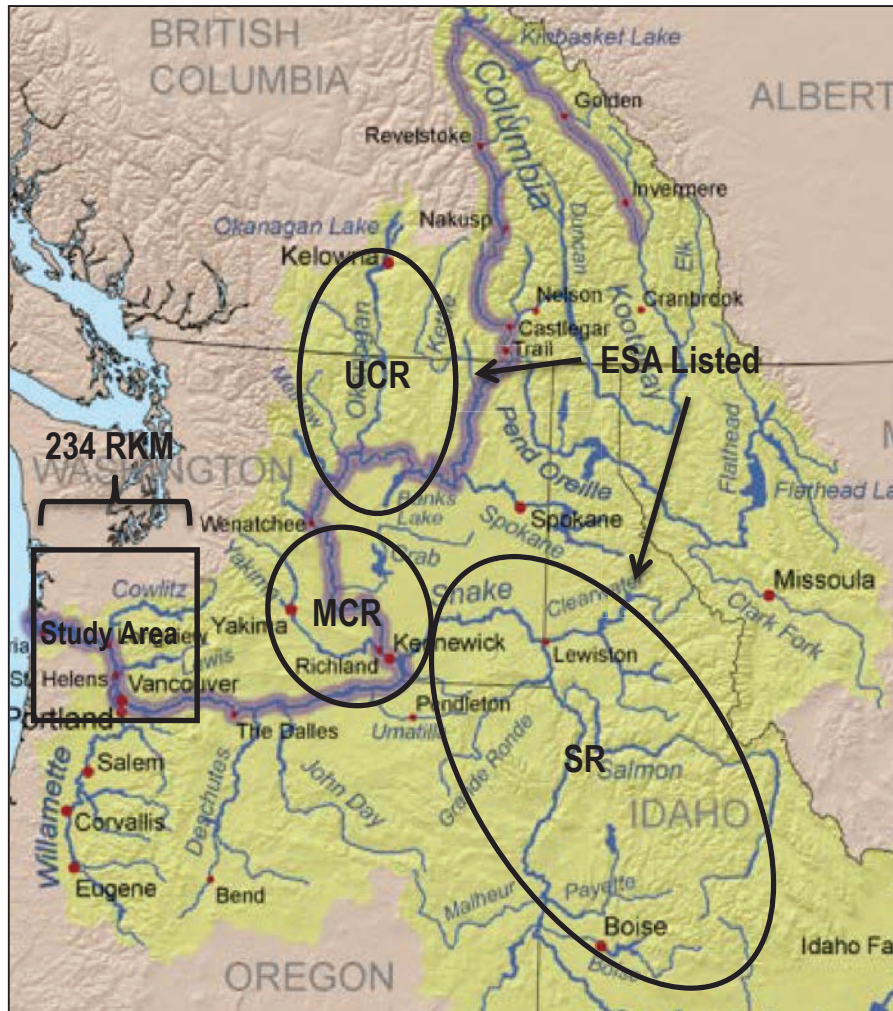 BRITISH
COLUMBIA
Kinbasket Lake
ALBERT
Golden
Columbia
Revelstoke
Invermere
Okanagan Lake
Nakusp
Duncan
Elk
Kelowna
Kettle
Nelson
Cranbrook
Kootenay
Castlegar
Trail
ESA Listed
UCR
Okanagan
Methow
234 RKM
WASHINGTON
Pend Oreille
Flathead
M
Flathead La
Banks
Lake
Wenatchee
Spokane
Spokane
Crab
Yakima
Cowlitz
MCR
Snake
Clearwater
Missoula
Clark Fork
Study Area
Yakima
Kennewick
Lewis
Richland
Lewiston
ria
St. Helens
Vancouver
Portland
Pendleton
The Dalles
Umatilla
Grande Ronde
SR
Salmon
Salem
John Day
Deschutes
IDAHO
Willamette
Corvallis
Eugene
Bend
Malheur
Payette
Boise
Boise
Idaho Fa
OREGON